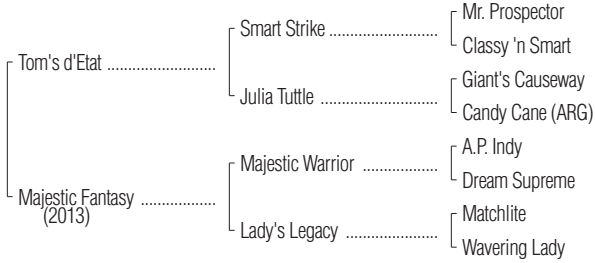 Mr. Prospector
Smart Strike ........................
Classy 'n Smart
Tom's d'Etat ........................
Giant's Causeway
Julia Tuttle ..........................
Candy Cane (ARG)
A.P. Indy
Majestic Warrior ................
Dream Supreme
Majestic Fantasy ................
(2013)
Matchlite
Lady's Legacy ....................
Wavering Lady